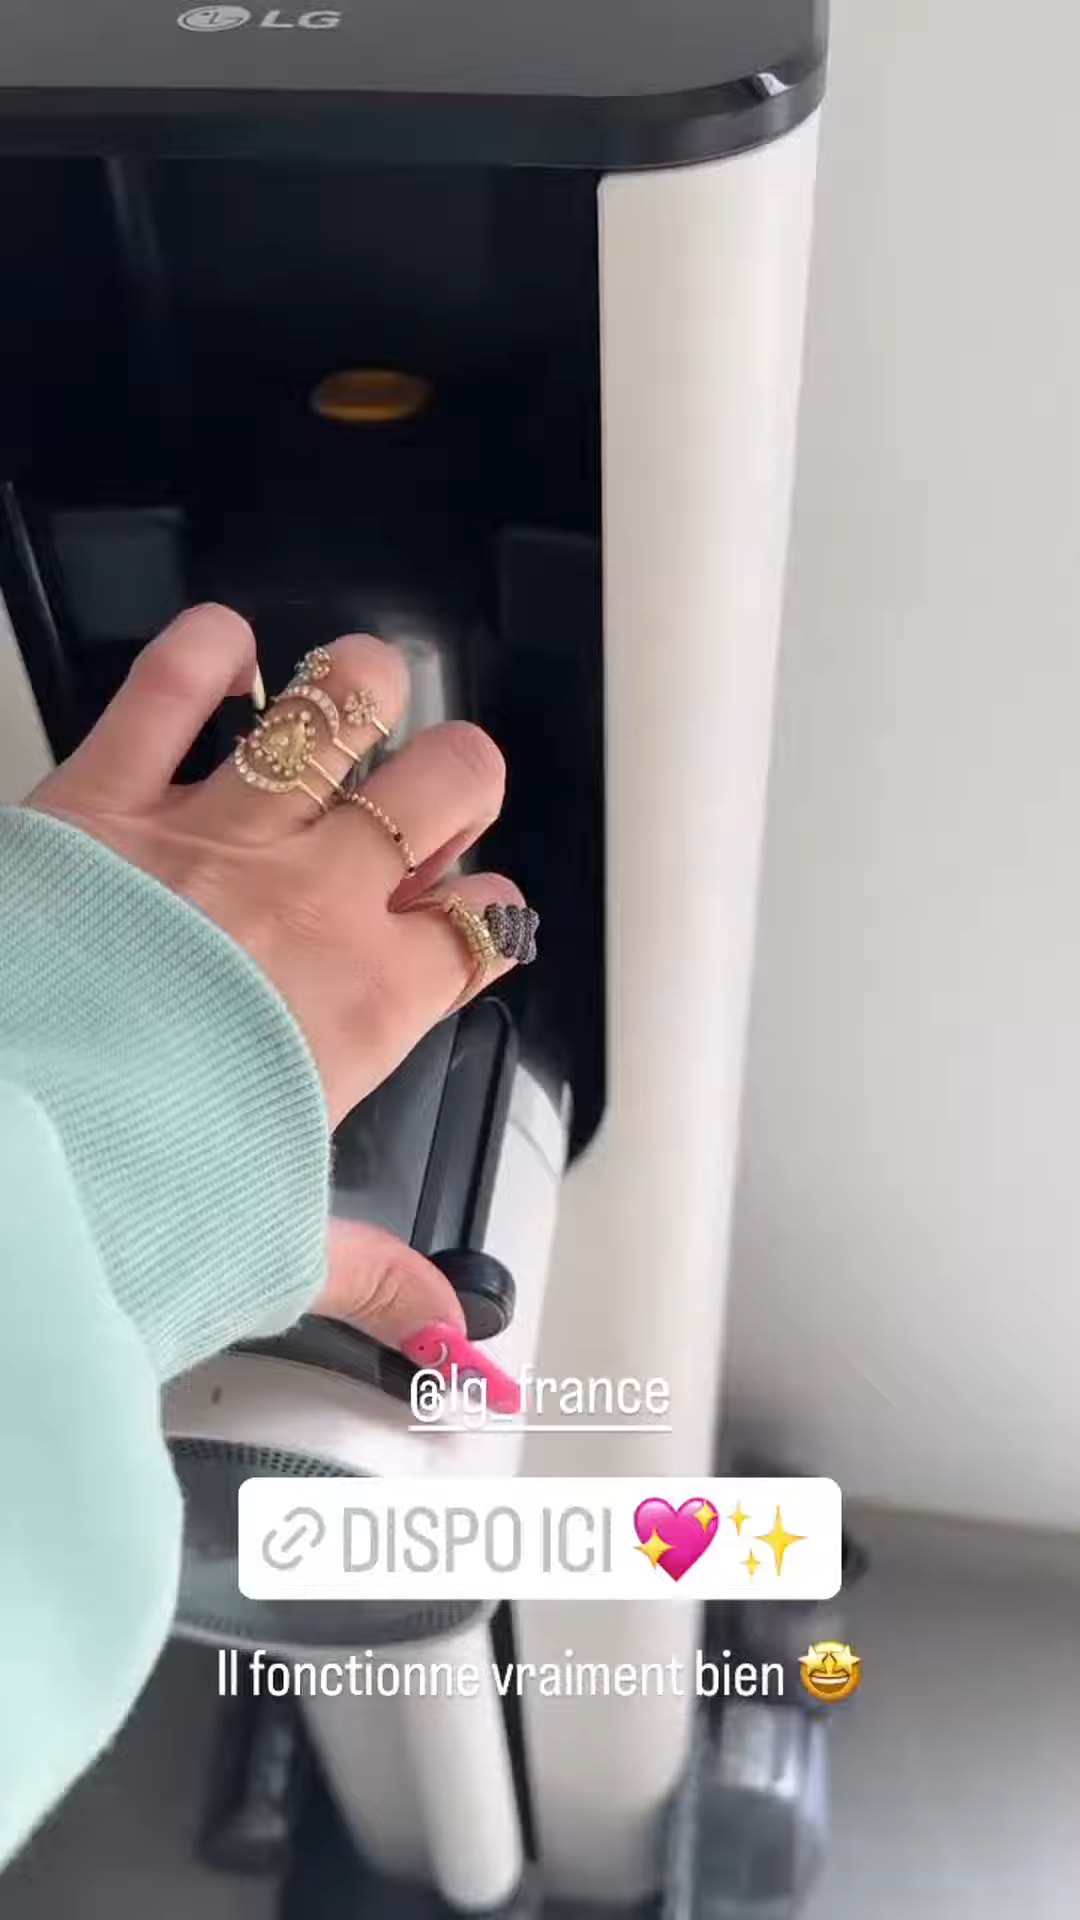 LG
@lg_france
DISPO ICI 💖✨
Il fonctionne vraiment bien 🤩